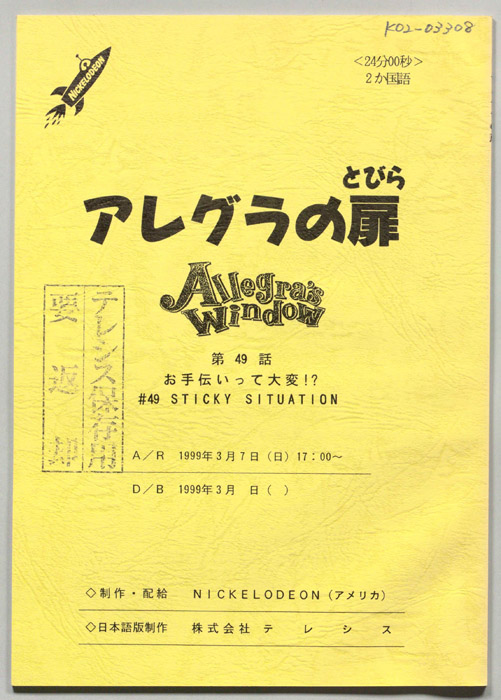 K02-03308
NICKELODEON
<24分00秒>
2か国語
とびら
アレグラの扉
Allegra's
Window
第 49 話
お手伝いって大変!?
#49 STICKY SITUATION
テレシス保存用
要返却
A/R 1999年3月7日(日)17:00~
D/B 1999年3月 日( )
◇制作・配給 NICKELODEON(アメリカ)
◇日本語版制作 株式会社テレシス